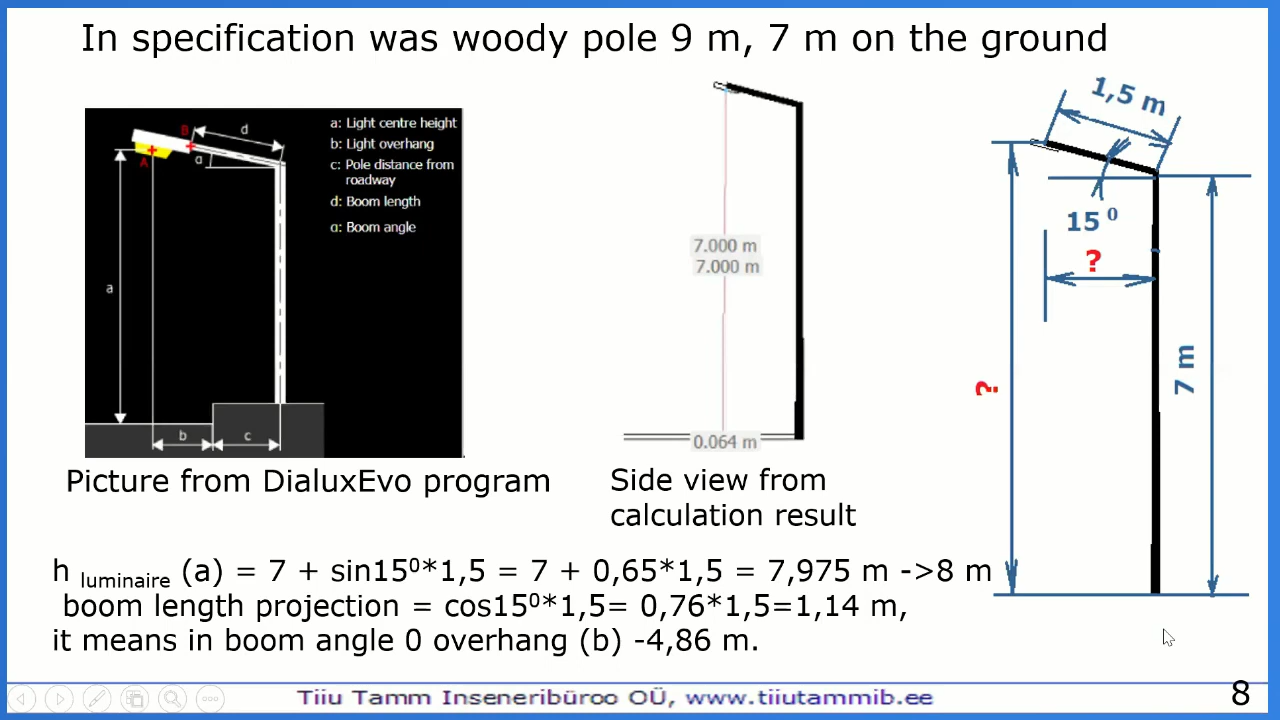 In specification was woody pole 9 m, 7 m on the ground
a: Light centre height
b: Light overhang
c: Pole distance from
roadway
d: Boom length
α: Boom angle
B
d
A
α
a
b
c
Picture from DialuxEvo program
7.000 m
7.000 m
0.064 m
Side view from
calculation result
1,5 m
15⁰
?
?
7 m
h luminaire (a) = 7 + sin15⁰*1,5 = 7 + 0,65*1,5 = 7,975 m ->8 m
boom length projection = cos15⁰*1,5= 0,76*1,5=1,14 m,
it means in boom angle 0 overhang (b) -4,86 m.
Tiiu Tamm Inseneribüroo OÜ, www.tiiutammib.ee
8